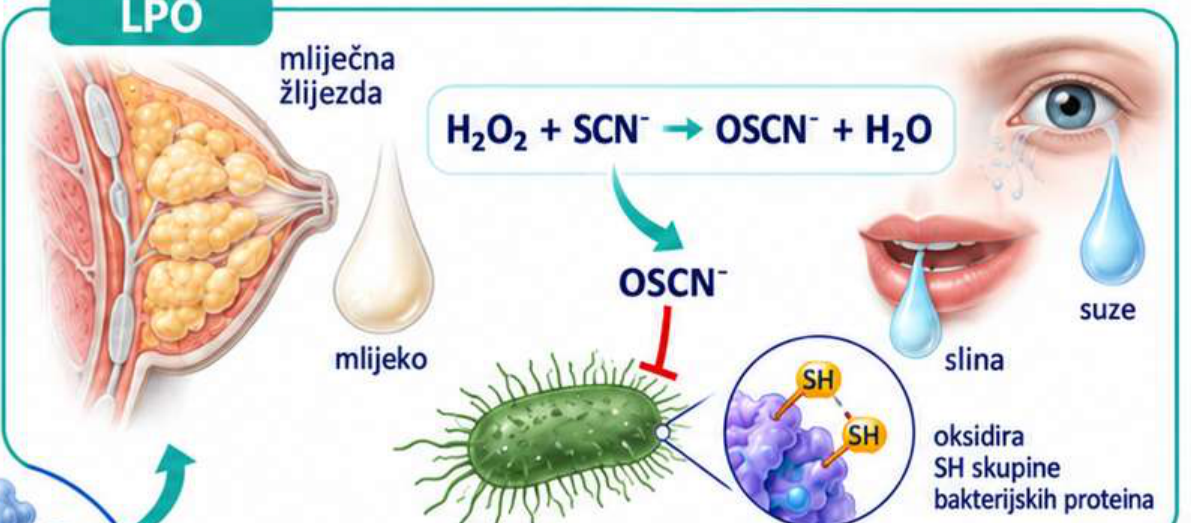 LPO
mliječna
žlijezda
H₂O₂ + SCN⁻ → OSCN⁻ + H₂O
OSCN⁻
mlijeko
suze
slina
SH
SH
oksidira
SH skupine
bakterijskih proteina